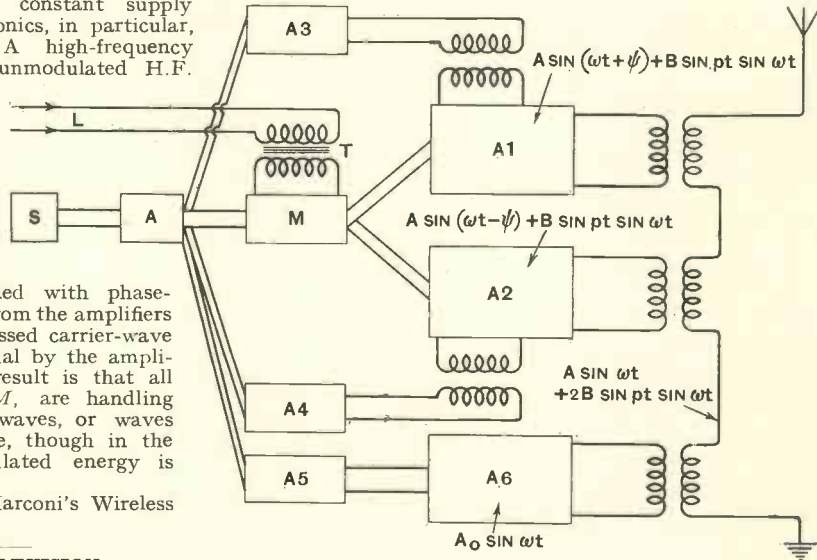 constant supply
onics, in particular,
A high-frequency
unmodulated H.F.
A3
A SIN (ωt+ψ)+B SIN pt SIN ωt
L
T
A1
S
A
M
A SIN (ωt-ψ)+B SIN pt SIN ωt
A2
ed with phase-
rom the amplifiers
ssed carrier-wave
al by the ampli-
result is that all
M, are handling
waves, or waves
e, though in the
ulated energy is
A SIN ωt
+2B SIN pt SIN ωt
A4
A5
A6
Marconi's Wireless
A₀ SIN ωt